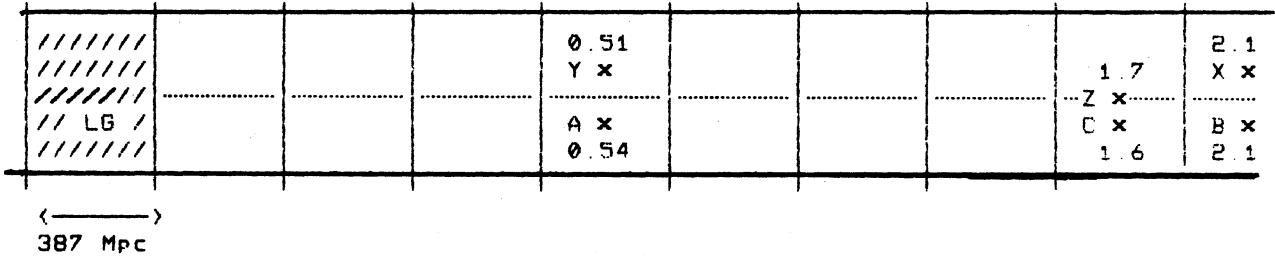 0.51
2.1
Y ×
1.7
X ×
Z ×
LG
A ×
C ×
B ×
0.54
1.6
2.1
387 Mpc